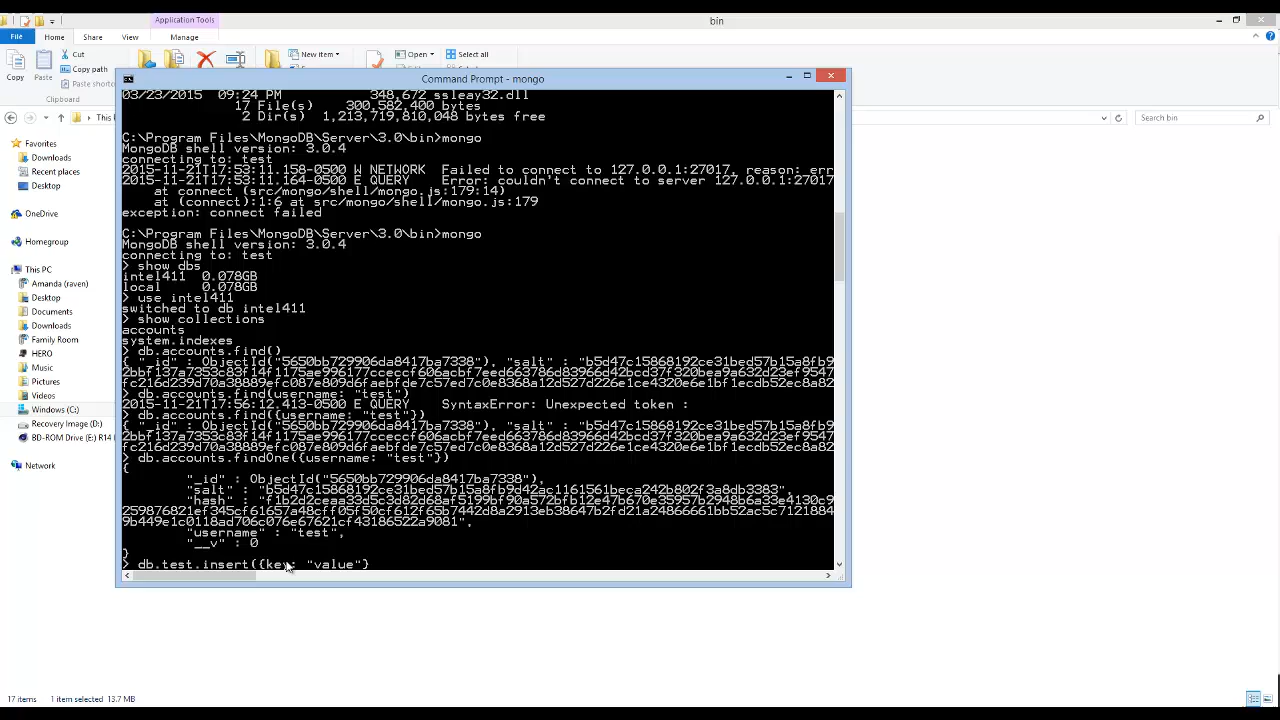 Application Tools
bin
File
Home
Share
View
Manage
Copy
Paste
Cut
Copy path
Paste shortc
New item
Open
Select all
Clipboard
This
Search bin
Favorites
Downloads
Recent places
Desktop
OneDrive
Homegroup
This PC
Amanda (raven)
Desktop
Documents
Downloads
Family Room
HERO
Music
Pictures
Videos
Windows (C:)
Recovery Image (D:)
BD-ROM Drive (E:) R14
Network
Command Prompt - mongo
03/23/2015  09:24 PM           348,672 ssleay32.dll
17 File(s)    300,582,400 bytes
2 Dir(s)  1,213,719,810,048 bytes free
C:\Program Files\MongoDB\Server\3.0\bin>mongo
MongoDB shell version: 3.0.4
connecting to: test
2015-11-21T17:53:11.158-0500 W NETWORK  Failed to connect to 127.0.0.1:27017, reason: err
2015-11-21T17:53:11.164-0500 E QUERY    Error: couldn't connect to server 127.0.0.1:27017
at connect (src/mongo/shell/mongo.js:179:14)
at (connect):1:6 at src/mongo/shell/mongo.js:179
exception: connect failed
C:\Program Files\MongoDB\Server\3.0\bin>mongo
MongoDB shell version: 3.0.4
connecting to: test
> show dbs
intel411  0.078GB
local     0.078GB
> use intel411
switched to db intel411
> show collections
accounts
system.indexes
> db.accounts.find()
{ "_id" : ObjectId("5650bb729906da8417ba7338"), "salt" : "b5d47c15868192ce31bed57b15a8fb9
> db.accounts.find(username: "test")
2015-11-21T17:56:12.413-0500 E QUERY    SyntaxError: Unexpected token :
> db.accounts.find({username: "test"})
{ "_id" : ObjectId("5650bb729906da8417ba7338"), "salt" : "b5d47c15868192ce31bed57b15a8fb9
> db.accounts.findOne({username: "test"})
{
"_id" : ObjectId("5650bb729906da8417ba7338"),
"salt" : "b5d47c15868192ce31bed57b15a8fb9d42ac1161561beca242b802f3a8db3383",
"hash" :
"username" : "test",
"__v" : 0
}
> db.test.insert({key: "value"}
17 items
1 item selected  13.7 MB